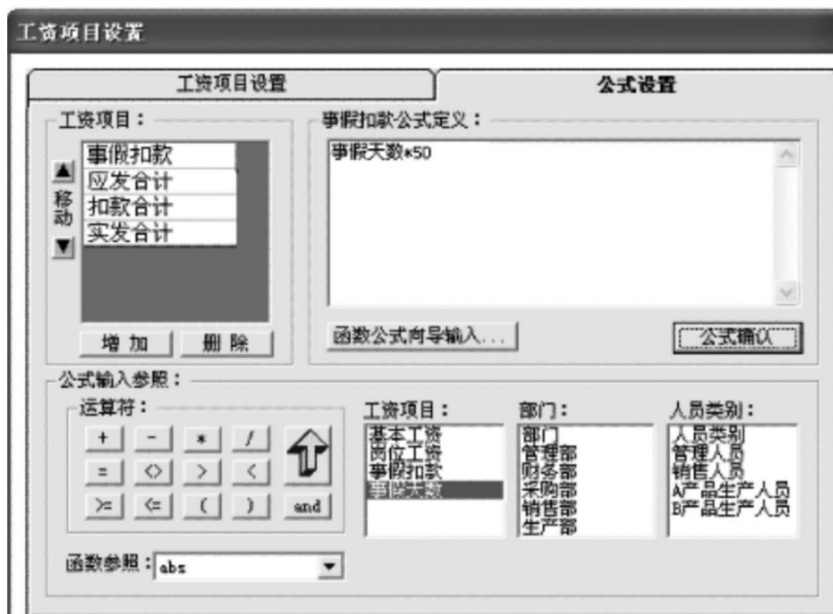 工资项目设置
工资项目设置
公式设置
工资项目：
事假扣款
应发合计
扣款合计
实发合计
移动
增加
删除
事假扣款公式定义：
事假天数*50
函数公式向导输入...
公式确认
公式输入参照：
运算符：
+ - * /
= <> > <
>= <= ( ) and
函数参照：abs
工资项目：
基本工资
岗位工资
事假扣款
事假天数
部门：
部门
管理部
财务部
采购部
销售部
生产部
人员类别：
人员类别
管理人员
销售人员
A产品生产人员
B产品生产人员